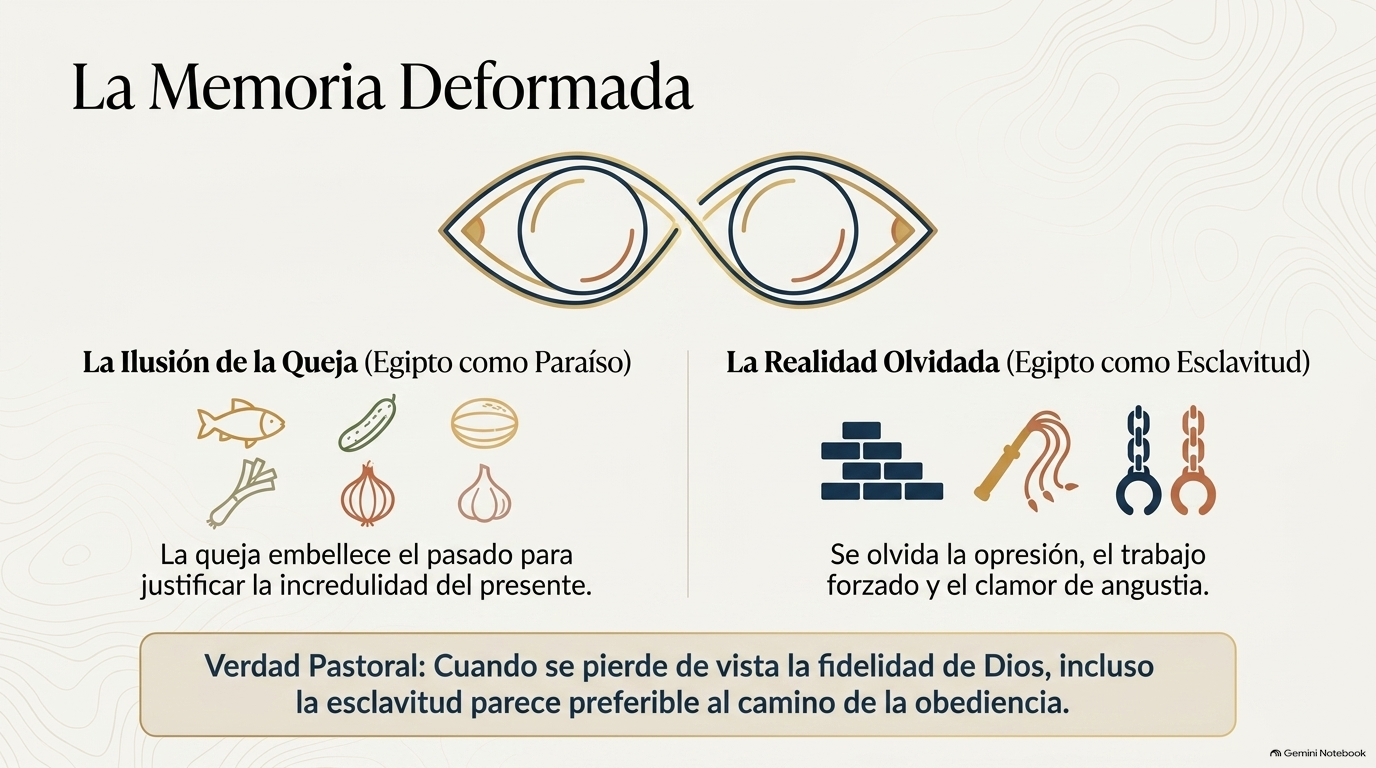 La Memoria Deformada
La Ilusión de la Queja (Egipto como Paraíso)
La queja embellece el pasado para
justificar la incredulidad del presente.
La Realidad Olvidada (Egipto como Esclavitud)
Se olvida la opresión, el trabajo
forzado y el clamor de angustia.
Verdad Pastoral: Cuando se pierde de vista la fidelidad de Dios, incluso
la esclavitud parece preferible al camino de la obediencia.
Gemini Notebook